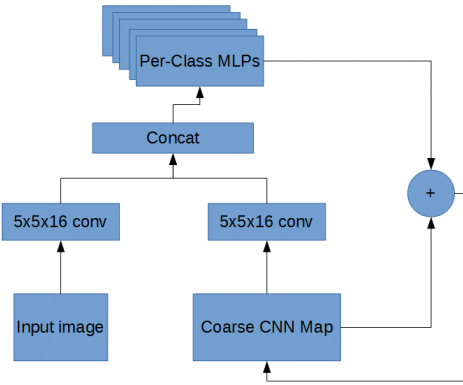 Per-Class MLPs
Concat
5x5x16 conv
5x5x16 conv
+
Input image
Coarse CNN Map